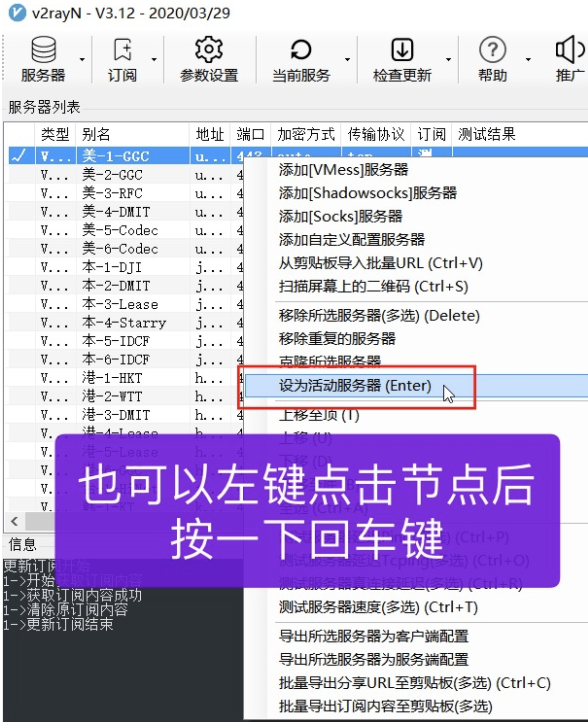 v2rayN - V3.12 - 2020/03/29
服务器 订阅 参数设置 当前服务 检查更新 帮助 推广
服务器列表
类型 别名 地址 端口 加密方式 传输协议 订阅 测试结果
V... 美-1-GGC u... 443 auto tcp
V... 美-2-GGC u... 4
V... 美-3-RFC u... 4
V... 美-4-DMIT u... 4
V... 美-5-Codec u... 4
V... 美-6-Codec u... 4
V... 本-1-DJI j... 4
V... 本-2-DMIT j... 4
V... 本-3-Lease j... 4
V... 本-4-Starry j... 4
V... 本-5-IDCF j... 4
V... 本-6-IDCF j... 4
V... 港-1-HKT h... 4
V... 港-2-WTT h... 4
V... 港-3-DMIT h... 4
V... 港-4-Lease h... 4
添加[VMess]服务器
添加[Shadowsocks]服务器
添加[Socks]服务器
添加自定义配置服务器
从剪贴板导入批量URL (Ctrl+V)
扫描屏幕上的二维码 (Ctrl+S)
移除所选服务器(多选) (Delete)
移除重复的服务器
克隆所选服务器
设为活动服务器 (Enter)
上移至顶 (T)
上移 (U)
下移 (D)
全选 (Ctrl+A)
(Ctrl+P)
测试服务器延迟Tcping(多选) (Ctrl+O)
测试服务器真连接延迟(多选) (Ctrl+R)
测试服务器速度(多选) (Ctrl+T)
导出所选服务器为客户端配置
导出所选服务器为服务端配置
批量导出分享URL至剪贴板(多选) (Ctrl+C)
批量导出订阅内容至剪贴板(多选)
也可以左键点击节点后
按一下回车键
信息
更新订阅开始
1->开始获取订阅内容
1->获取订阅内容成功
1->清除原订阅内容
1->更新订阅结束